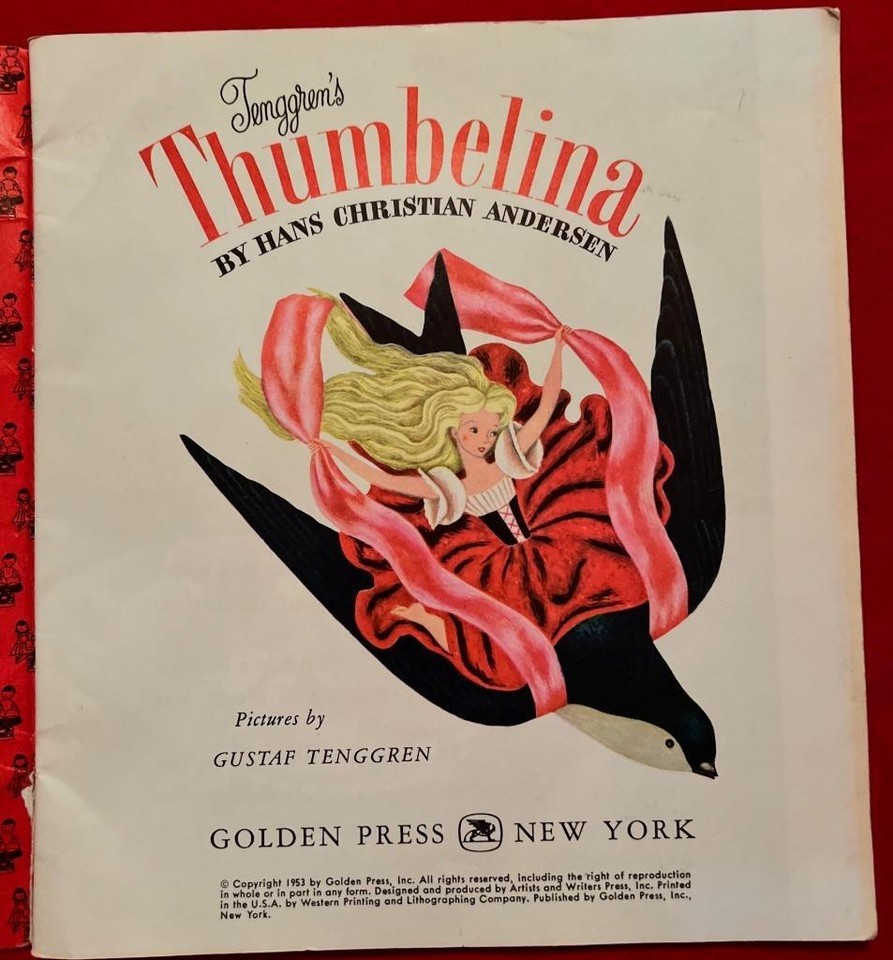 Tenggren's
Thumbelina
BY HANS CHRISTIAN ANDERSEN
Pictures by
GUSTAF TENGGREN
GOLDEN PRESS NEW YORK
© Copyright 1953 by Golden Press, Inc. All rights reserved, including the right of reproduction
in whole or in part in any form. Designed and produced by Artists and Writers Press, Inc. Printed
in the U.S.A. by Western Printing and Lithographing Company. Published by Golden Press, Inc.,
New York.